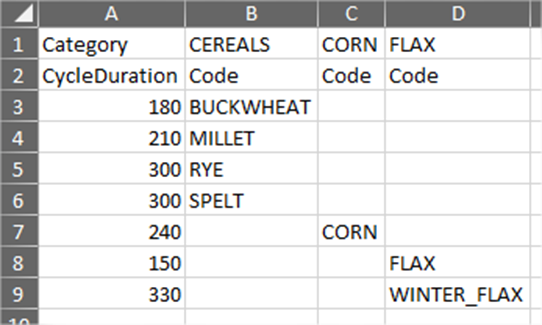 A B C D
1 Category CEREALS CORN FLAX
2 CycleDuration Code Code Code
3 180 BUCKWHEAT
4 210 MILLET
5 300 RYE
6 300 SPELT
7 240 CORN
8 150 FLAX
9 330 WINTER_FLAX
10